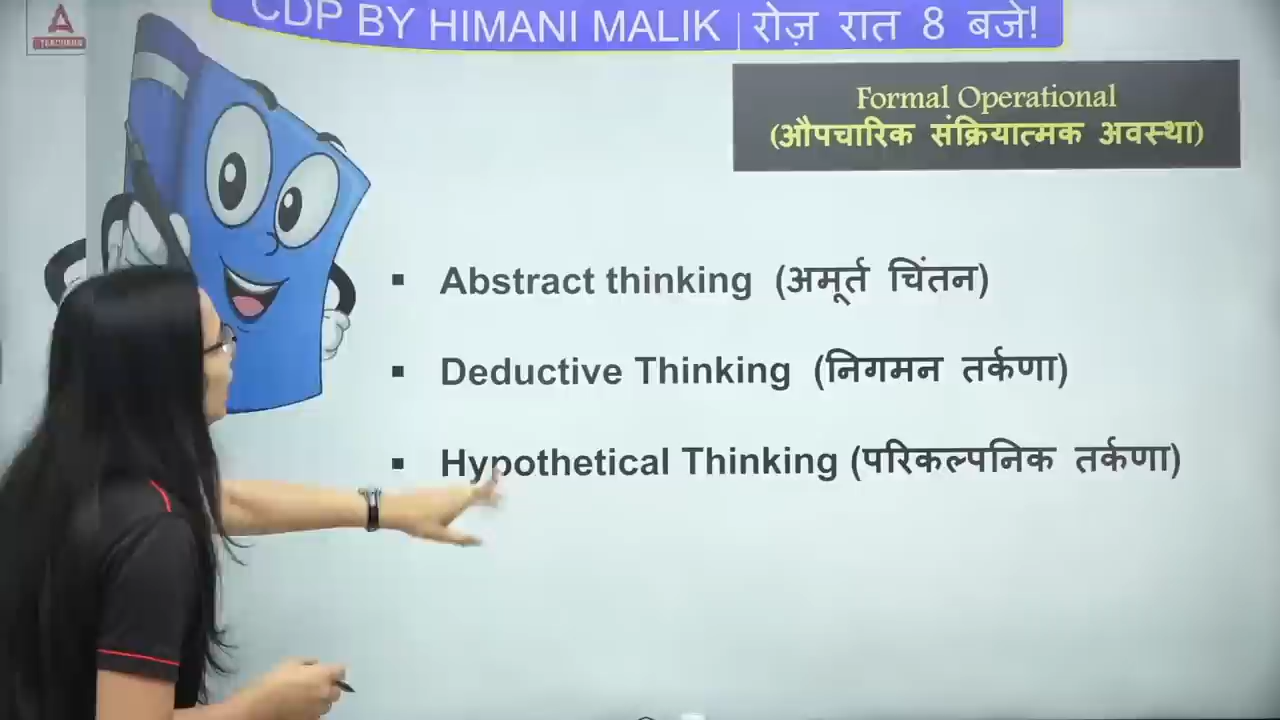 CDP BY HIMANI MALIK | रोज़ रात 8 बजे!
A
TEACHERS
Formal Operational
(औपचारिक संक्रियात्मक अवस्था)
▪ Abstract thinking (अमूर्त चिंतन)
▪ Deductive Thinking (निगमन तर्कणा)
▪ Hypothetical Thinking (परिकल्पनिक तर्कणा)